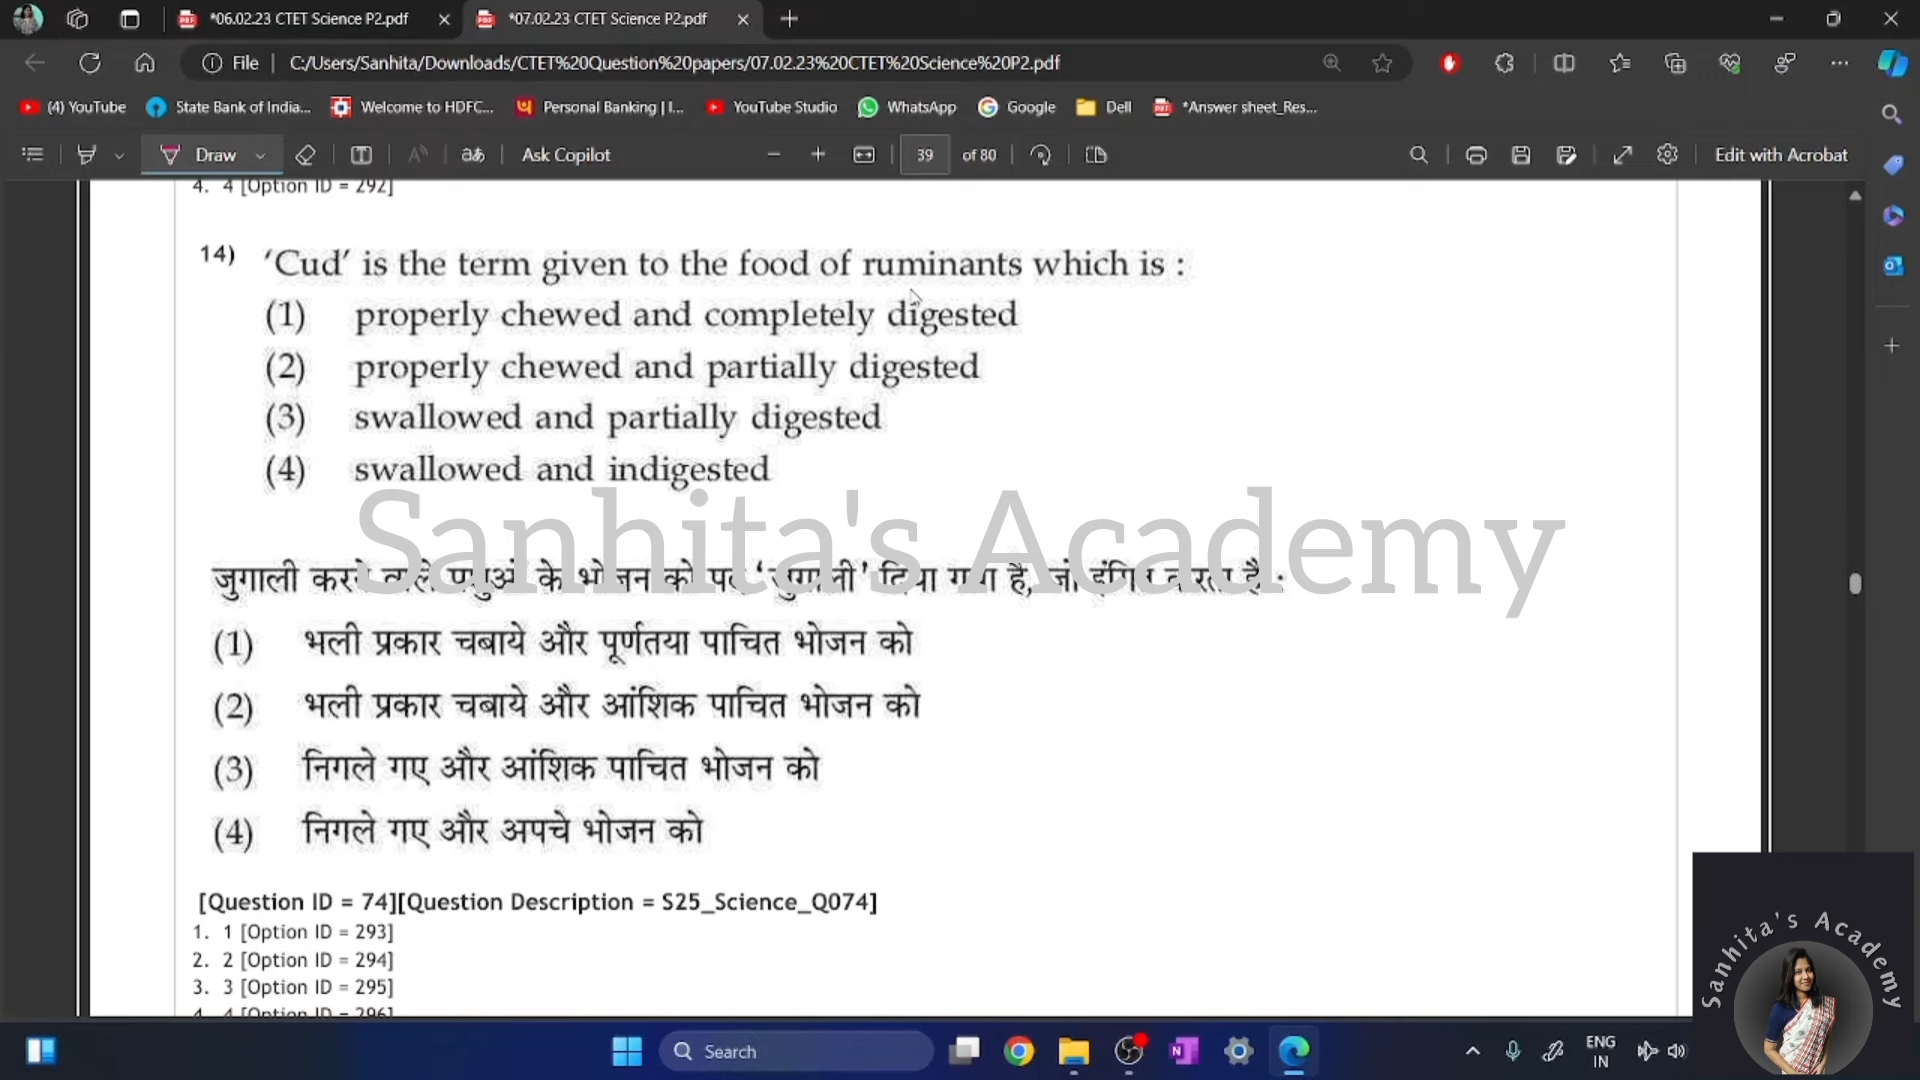 *06.02.23 CTET Science P2.pdf
*07.02.23 CTET Science P2.pdf
File
C:/Users/Sanhita/Downloads/CTET%20Question%20papers/07.02.23%20CTET%20Science%20P2.pdf
(4) YouTube
State Bank of India...
Welcome to HDFC...
Personal Banking | I...
YouTube Studio
WhatsApp
Google
Dell
*Answer sheet_Res...
Draw
Ask Copilot
39
of 80
Edit with Acrobat
4. 4 [Option ID = 292]
14) 'Cud' is the term given to the food of ruminants which is :
(1) properly chewed and completely digested
(2) properly chewed and partially digested
(3) swallowed and partially digested
(4) swallowed and indigested
Sanhita's Academy
जुगाली करने वाले पशुओं के भोजन को पद 'जुगाली' दिया गया है, जो इंगित करता है :
(1) भली प्रकार चबाये और पूर्णतया पाचित भोजन को
(2) भली प्रकार चबाये और आंशिक पाचित भोजन को
(3) निगले गए और आंशिक पाचित भोजन को
(4) निगले गए और अपचे भोजन को
[Question ID = 74][Question Description = S25_Science_Q074]
1. 1 [Option ID = 293]
2. 2 [Option ID = 294]
3. 3 [Option ID = 295]
4. 4 [Option ID = 296]
Sanhita's Academy
Search
ENG
IN